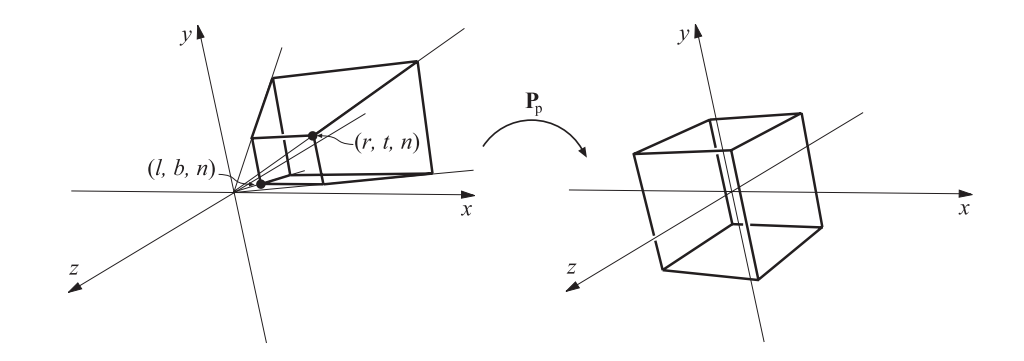 y
(r, t, n)
(l, b, n)
x
z
Pp
y
x
z